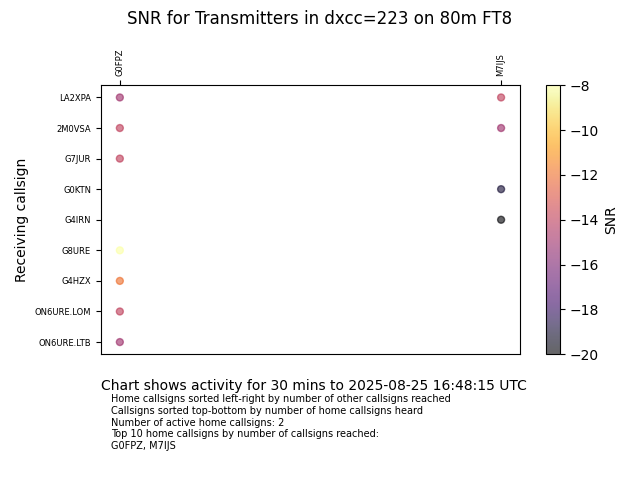 SNR for Transmitters in dxcc=223 on 80m FT8
G0FPZ
M7IJS
LA2XPA
2M0VSA
G7JUR
G0KTN
G4IRN
G8URE
G4HZX
ON6URE.LOM
ON6URE.LTB
Receiving callsign
−8
−10
−12
−14
−16
−18
−20
SNR
Chart shows activity for 30 mins to 2025-08-25 16:48:15 UTC
Home callsigns sorted left-right by number of other callsigns reached
Callsigns sorted top-bottom by number of home callsigns heard
Number of active home callsigns: 2
Top 10 home callsigns by number of callsigns reached:
G0FPZ, M7IJS